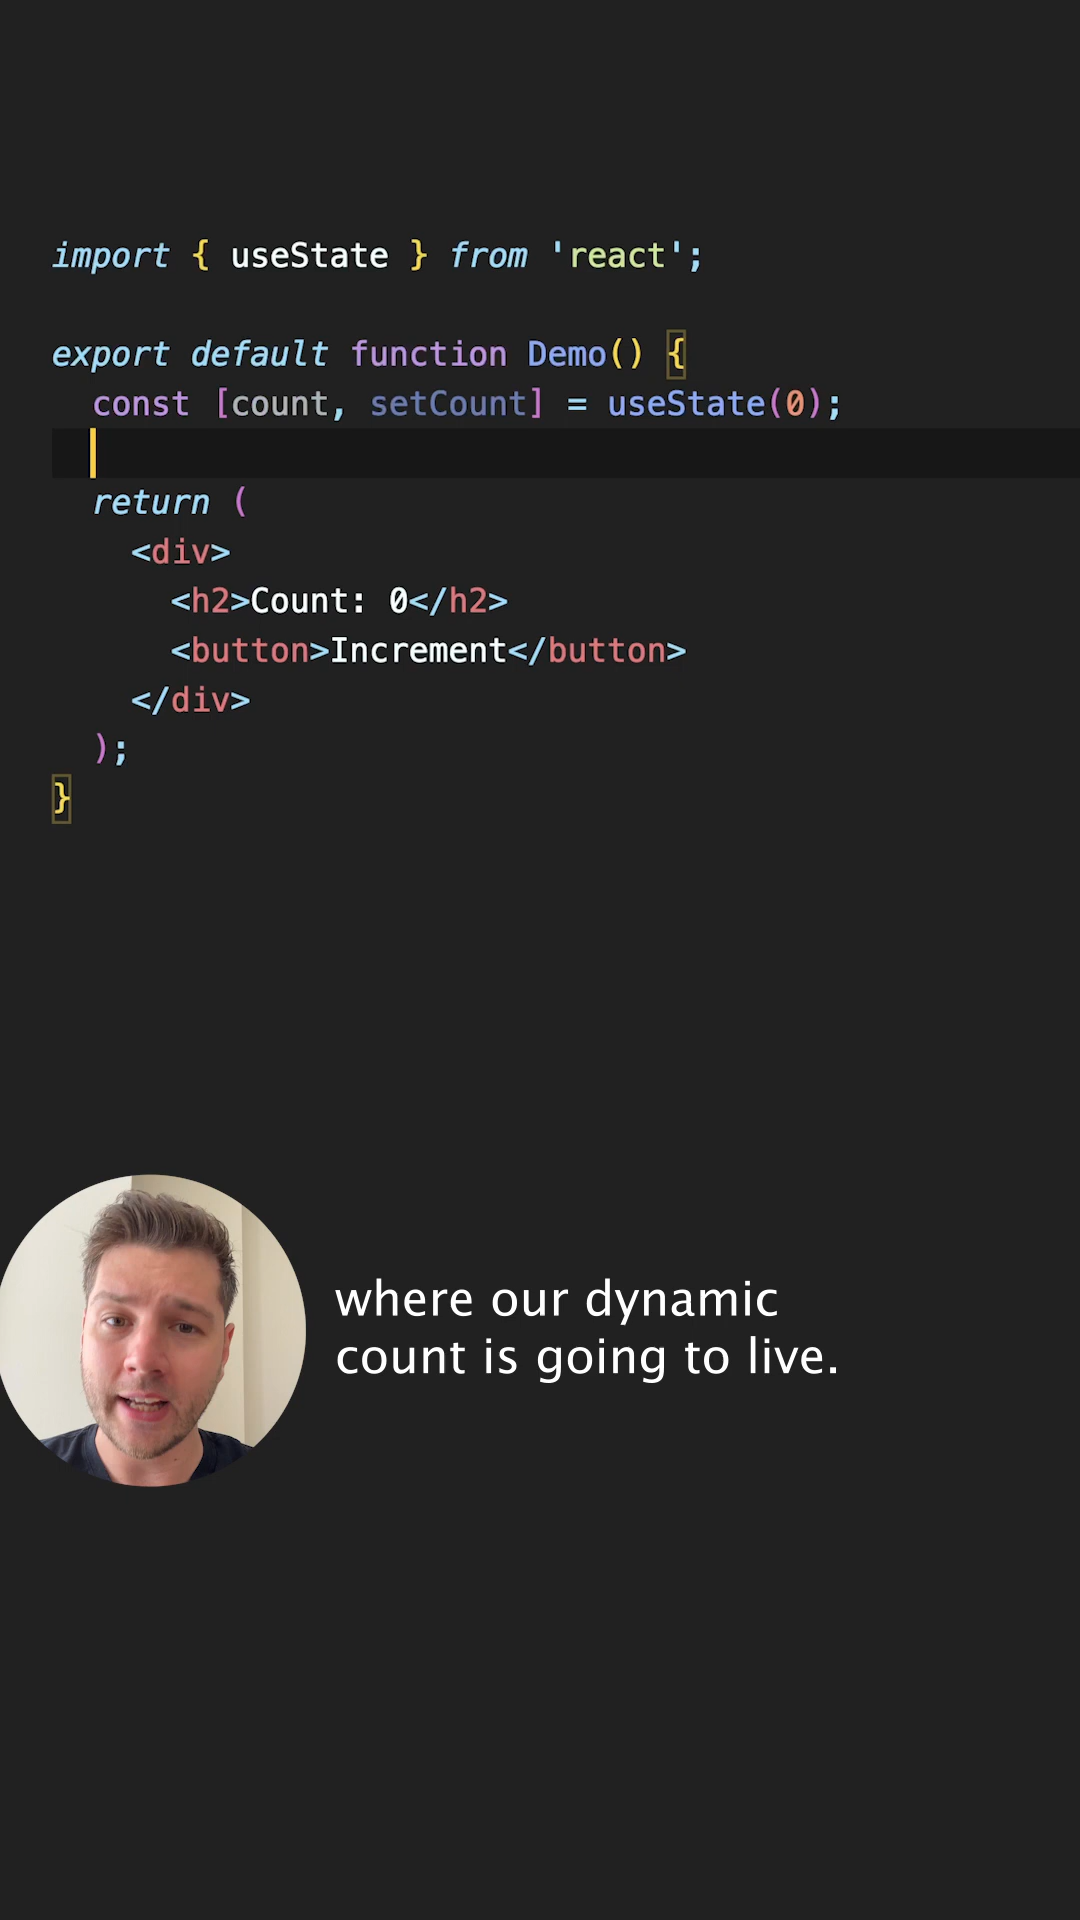 import { useState } from 'react';
export default function Demo() {
const [count, setCount] = useState(0);
return (
<div>
<h2>Count: 0</h2>
<button>Increment</button>
</div>
);
}
where our dynamic
count is going to live.